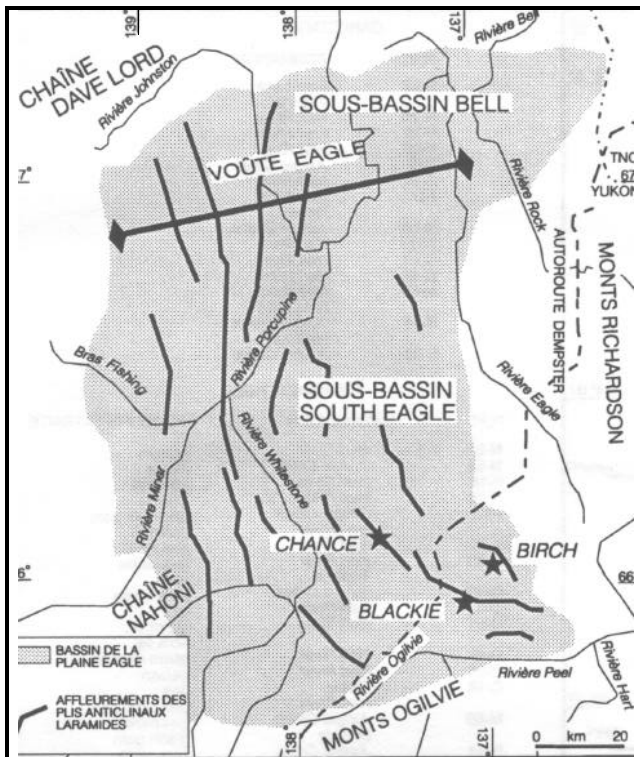 139
138
137
Rivière Bell
CHAÎNE
DAVE LORD
Rivière Johnston
SOUS-BASSIN BELL
VOÛTE EAGLE
7°
TNO
67
YUKON
Rivière Rock
AUTOROUTE DEMPSTER
MONTS RICHARDSON
Rivière Porcupine
Bras Fishing
SOUS-BASSIN
SOUTH EAGLE
Rivière Eagle
Rivière Miner
Rivière Whitestone
CHANCE
BIRCH
6°
66
CHAÎNE
NAHONI
BLACKIE
BASSIN DE LA
PLAINE EAGLE
AFFLEUREMENTS DES
PLIS ANTICLINAUX
LARAMIDES
Rivière Ogilvie
Rivière Peel
Rivière Hart
MONTS OGILVIE
138
137
0 km 20